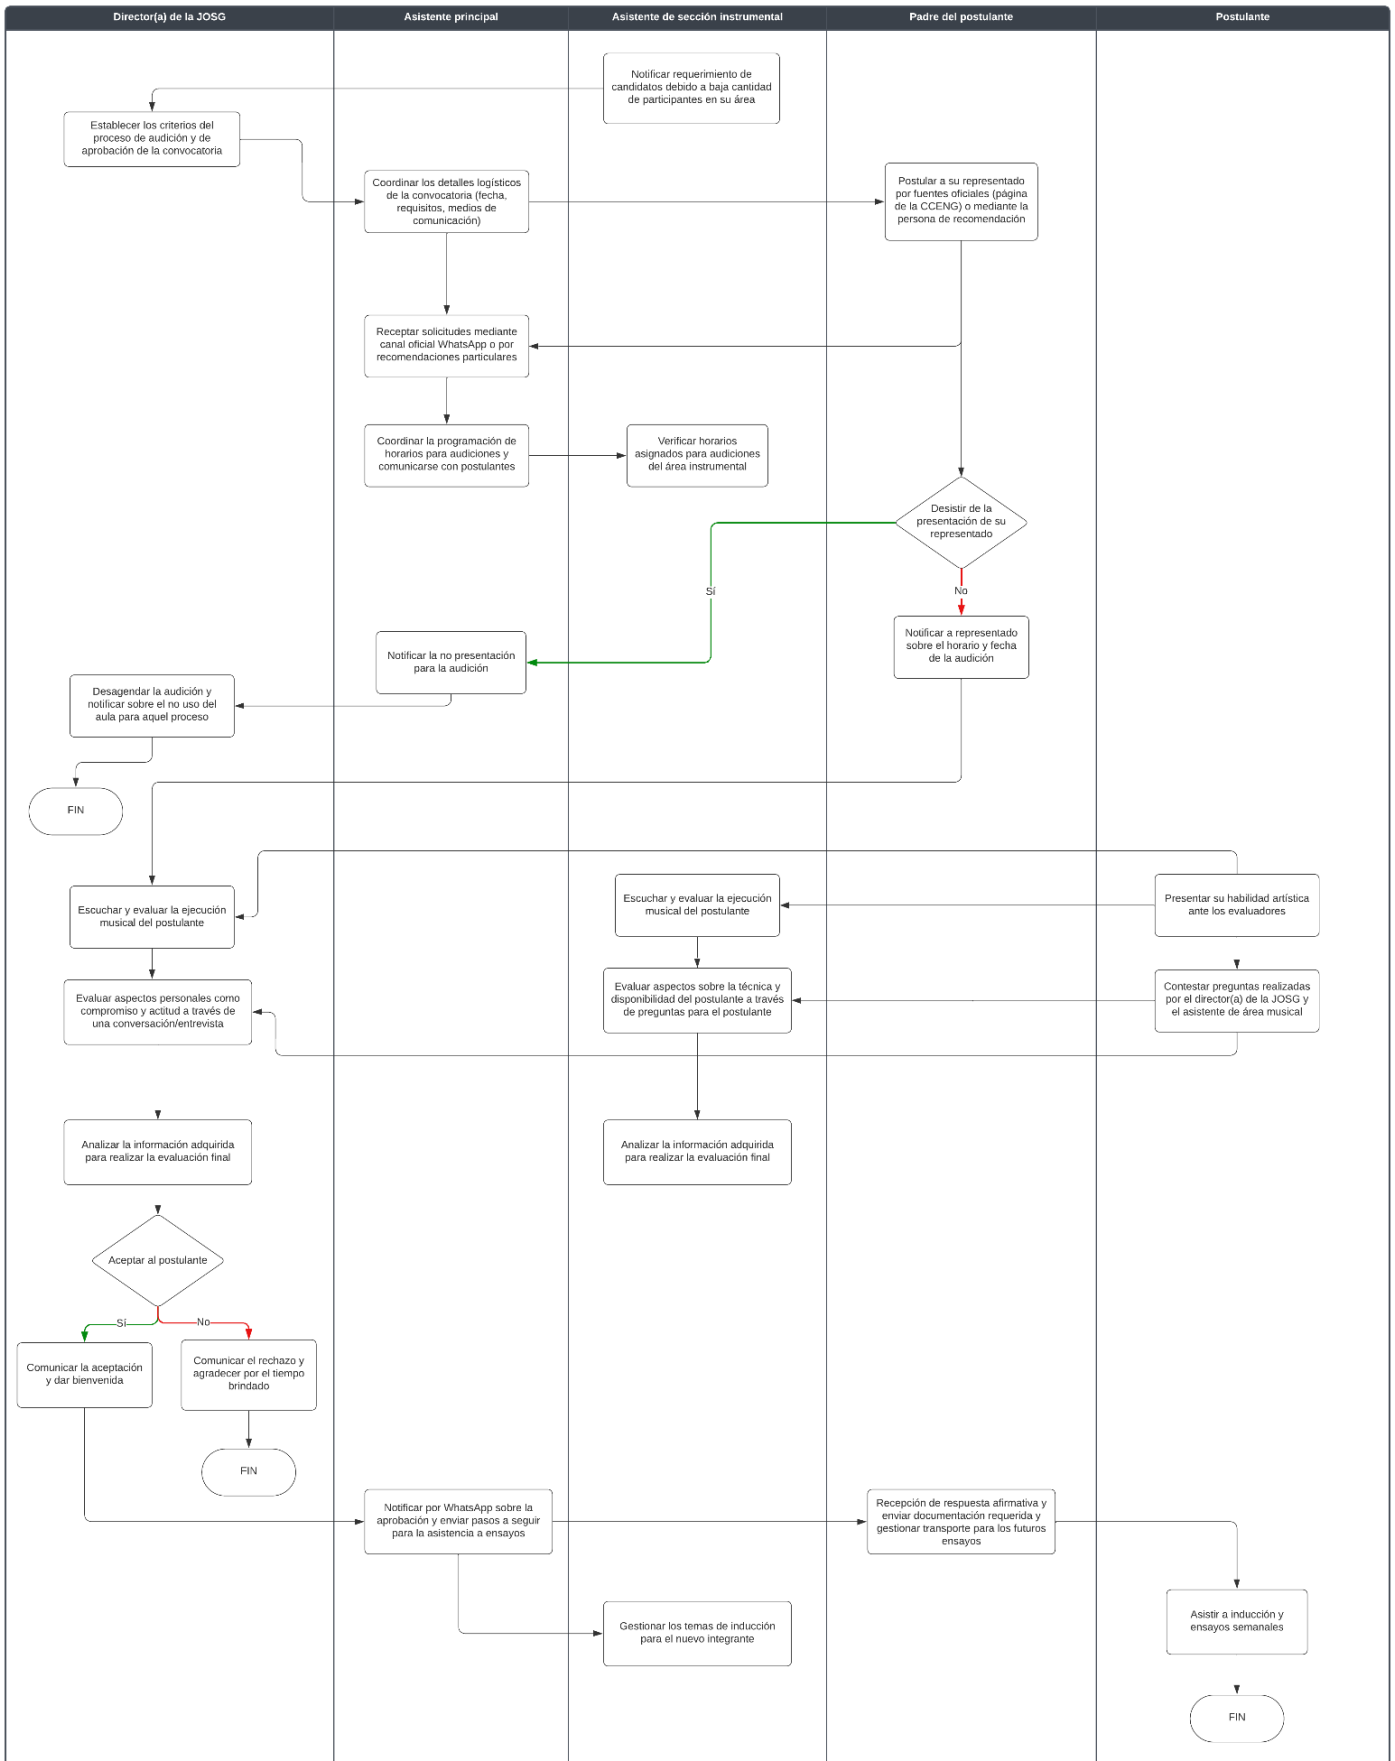 Director(a) de la JOSG
Asistente principal
Asistente de sección instrumental
Padre del postulante
Postulante
Notificar requerimiento de
candidatos debido a baja cantidad
de participantes en su área
Establecer los criterios del
proceso de audición y de
aprobación de la convocatoria
Coordinar los detalles logísticos
de la convocatoria (fecha,
requisitos, medios de
comunicación)
Postular a su representado
por fuentes oficiales (página
de la CCENG) o mediante la
persona de recomendación
Receptar solicitudes mediante
canal oficial WhatsApp o por
recomendaciones particulares
Coordinar la programación de
horarios para audiciones y
comunicarse con postulantes
Verificar horarios
asignados para audiciones
del área instrumental
Desistir de la
presentación de su
representado
Sí
No
Notificar a representado
sobre el horario y fecha
de la audición
Notificar la no presentación
para la audición
Desagendar la audición y
notificar sobre el no uso del
aula para aquel proceso
FIN
Escuchar y evaluar la ejecución
musical del postulante
Escuchar y evaluar la ejecución
musical del postulante
Presentar su habilidad artística
ante los evaluadores
Evaluar aspectos personales como
compromiso y actitud a través de
una conversación/entrevista
Evaluar aspectos sobre la técnica y
disponibilidad del postulante a través
de preguntas para el postulante
Contestar preguntas realizadas
por el director(a) de la JOSG y
el asistente de área musical
Analizar la información adquirida
para realizar la evaluación final
Analizar la información adquirida
para realizar la evaluación final
Aceptar al postulante
Sí
No
Comunicar la aceptación
y dar bienvenida
Comunicar el rechazo y
agradecer por el tiempo
brindado
FIN
Notificar por WhatsApp sobre la
aprobación y enviar pasos a seguir
para la asistencia a ensayos
Recepción de respuesta afirmativa y
enviar documentación requerida y
gestionar transporte para los futuros
ensayos
Gestionar los temas de inducción
para el nuevo integrante
Asistir a inducción y
ensayos semanales
FIN